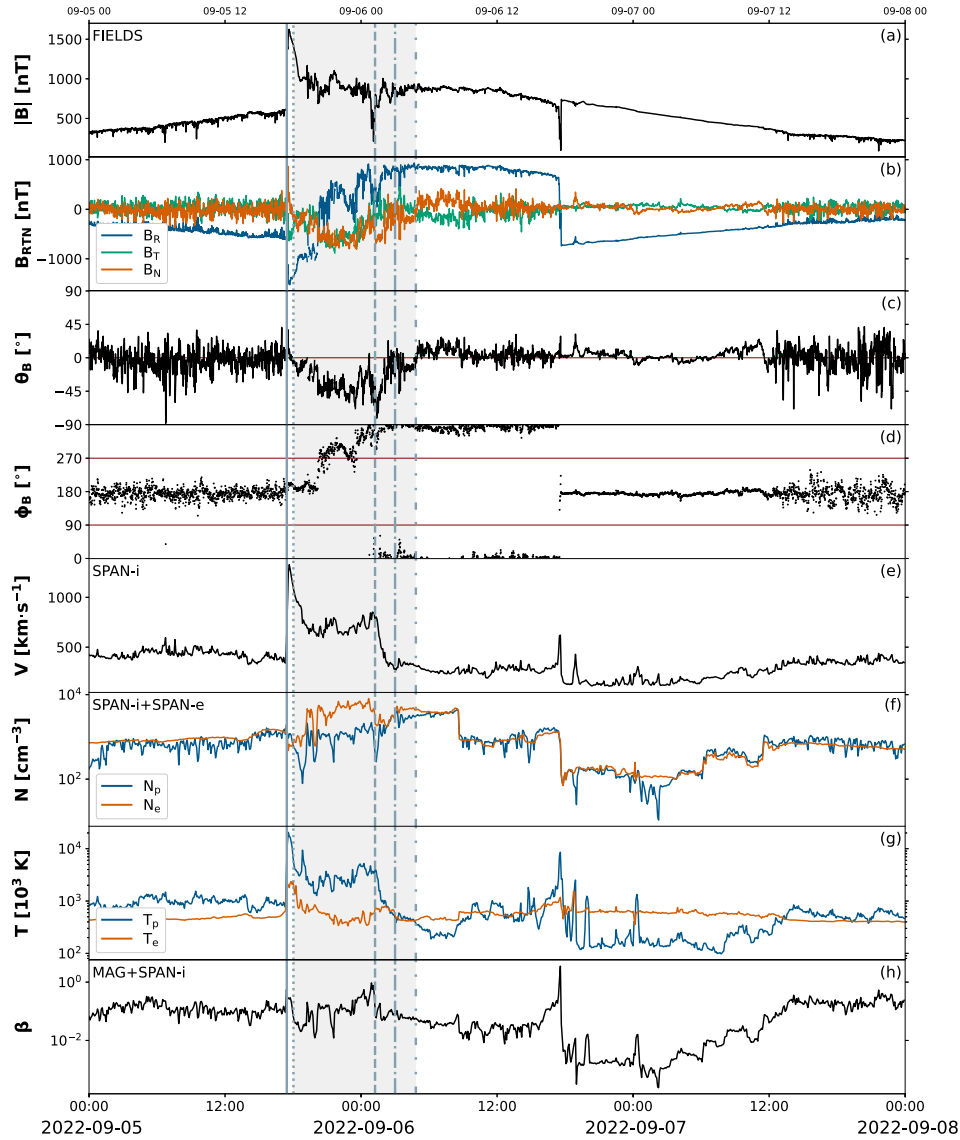 09-05 00 09-05 12 09-06 00 09-06 12 09-07 00 09-07 12 09-08 00
FIELDS (a)
1500
1000
500
|B| [nT]
(b)
1000
0
−1000
B_RTN [nT]
B_R
B_T
B_N
(c)
90
45
0
−45
−90
θ_B [°]
(d)
270
180
90
0
ϕ_B [°]
SPAN-i (e)
1000
500
V [km·s⁻¹]
SPAN-i+SPAN-e (f)
10⁴
10²
N [cm⁻³]
N_p
N_e
(g)
10⁴
10³
10²
T [10³ K]
T_p
T_e
MAG+SPAN-i (h)
10⁰
10⁻²
β
00:00 12:00 00:00 12:00 00:00 12:00 00:00
2022-09-05 2022-09-06 2022-09-07 2022-09-08